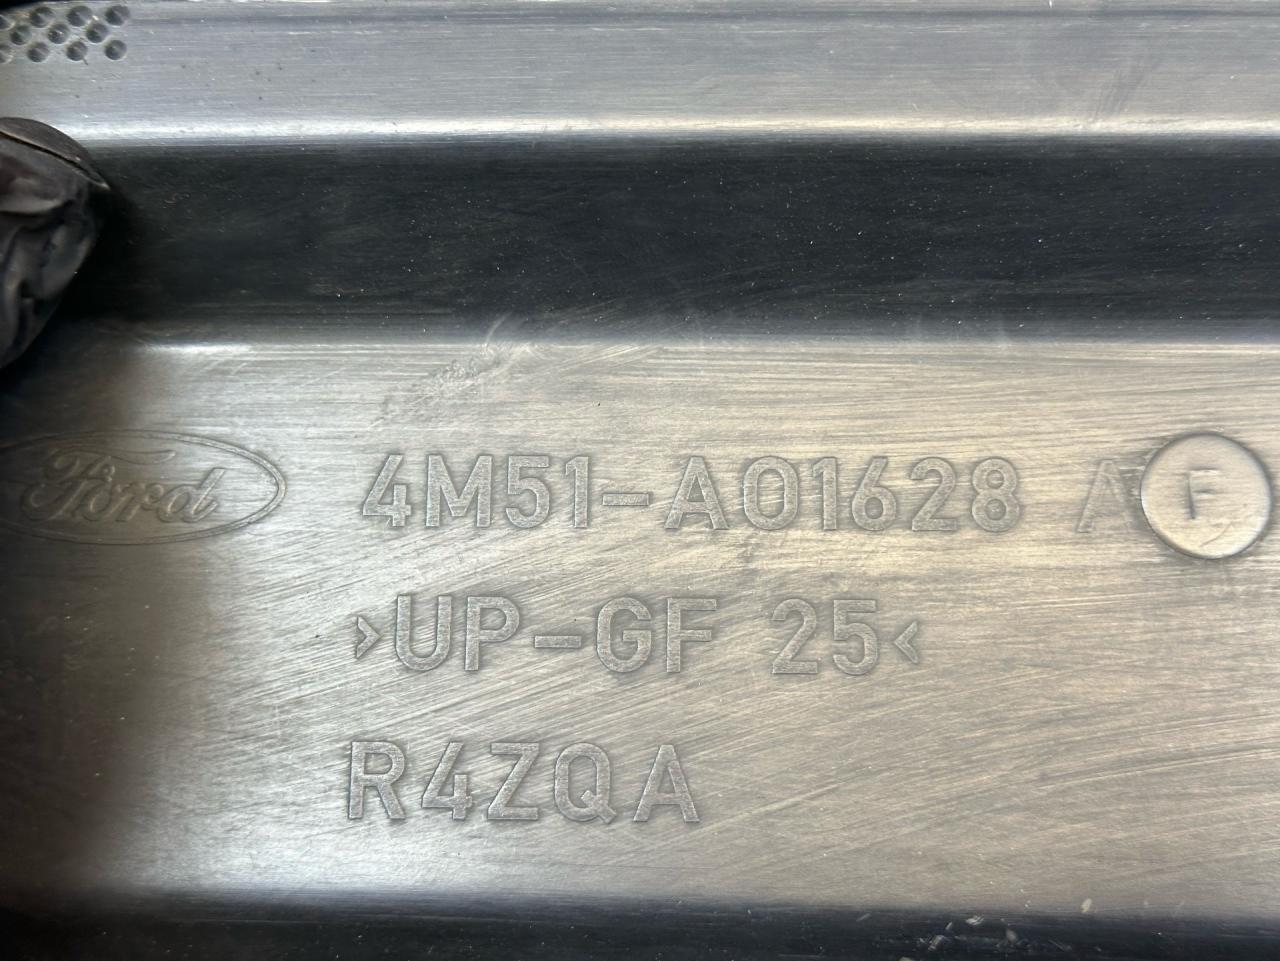 Ford 4M51-A01628 A F
>UP-GF 25<
R4ZQA